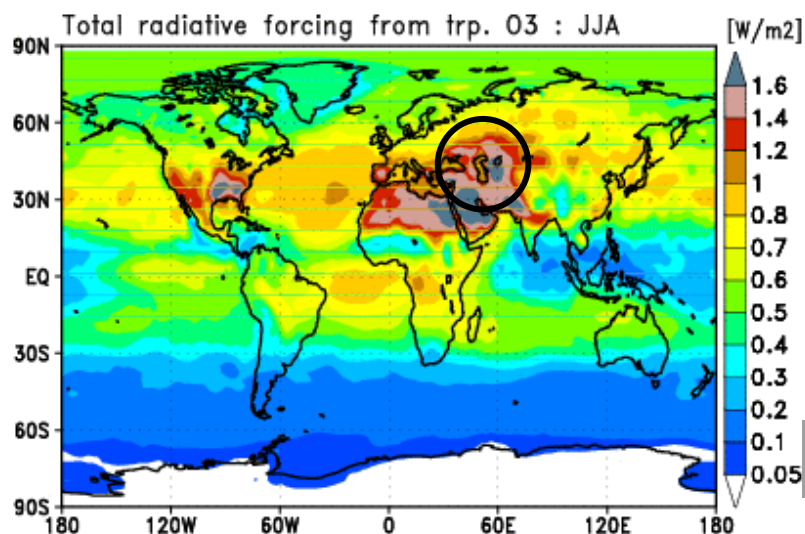 Total radiative forcing from trp. O3 : JJA
[W/m2]
90N
60N
30N
EQ
30S
60S
90S
180 120W 60W 0 60E 120E 180
1.6
1.4
1.2
1
0.8
0.7
0.6
0.5
0.4
0.3
0.2
0.1
0.05